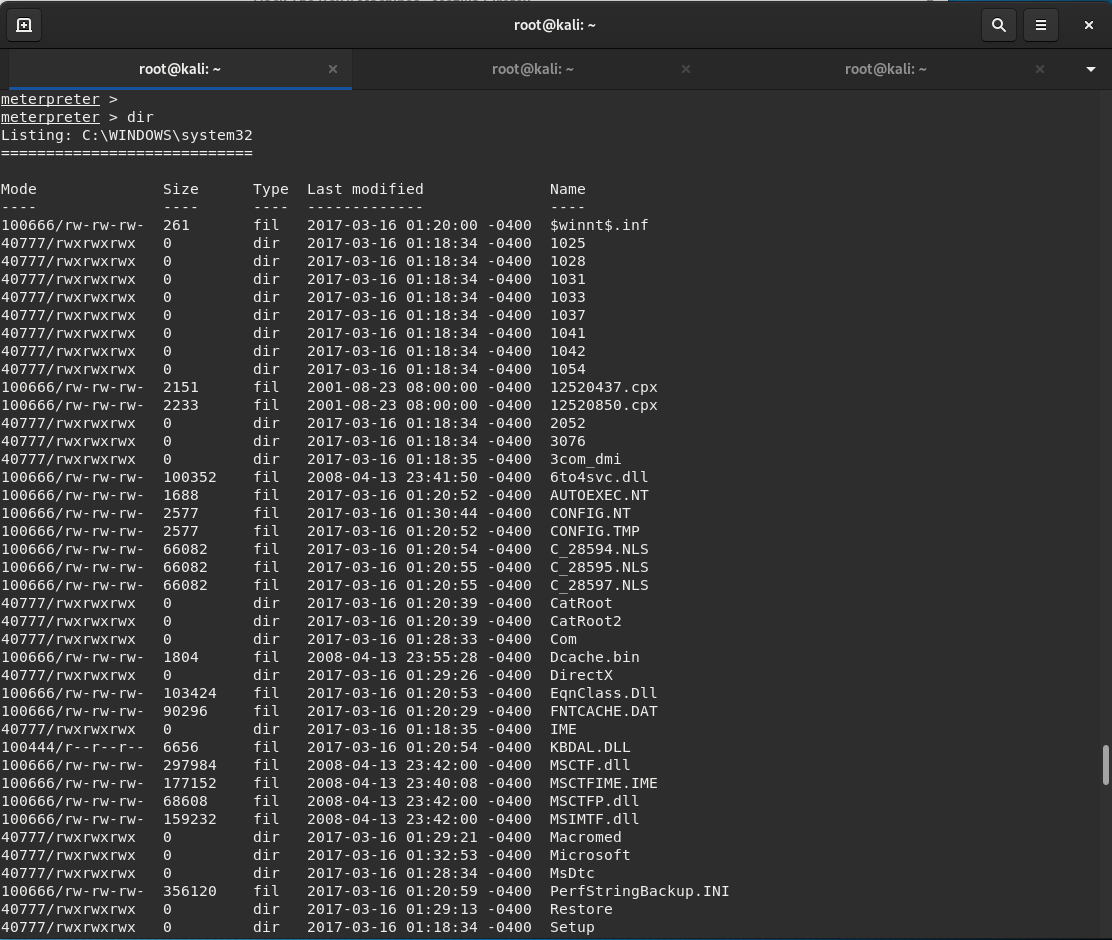 root@kali: ~
root@kali: ~ root@kali: ~ root@kali: ~
meterpreter >
meterpreter > dir
Listing: C:\WINDOWS\system32
============================
Mode              Size      Type  Last modified              Name
----              ----      ----  -------------              ----
100666/rw-rw-rw-  261       fil   2017-03-16 01:20:00 -0400  $winnt$.inf
40777/rwxrwxrwx   0         dir   2017-03-16 01:18:34 -0400  1025
40777/rwxrwxrwx   0         dir   2017-03-16 01:18:34 -0400  1028
40777/rwxrwxrwx   0         dir   2017-03-16 01:18:34 -0400  1031
40777/rwxrwxrwx   0         dir   2017-03-16 01:18:34 -0400  1033
40777/rwxrwxrwx   0         dir   2017-03-16 01:18:34 -0400  1037
40777/rwxrwxrwx   0         dir   2017-03-16 01:18:34 -0400  1041
40777/rwxrwxrwx   0         dir   2017-03-16 01:18:34 -0400  1042
40777/rwxrwxrwx   0         dir   2017-03-16 01:18:34 -0400  1054
100666/rw-rw-rw-  2151      fil   2001-08-23 08:00:00 -0400  12520437.cpx
100666/rw-rw-rw-  2233      fil   2001-08-23 08:00:00 -0400  12520850.cpx
40777/rwxrwxrwx   0         dir   2017-03-16 01:18:34 -0400  2052
40777/rwxrwxrwx   0         dir   2017-03-16 01:18:34 -0400  3076
40777/rwxrwxrwx   0         dir   2017-03-16 01:18:35 -0400  3com_dmi
100666/rw-rw-rw-  100352    fil   2008-04-13 23:41:50 -0400  6to4svc.dll
100666/rw-rw-rw-  1688      fil   2017-03-16 01:20:52 -0400  AUTOEXEC.NT
100666/rw-rw-rw-  2577      fil   2017-03-16 01:30:44 -0400  CONFIG.NT
100666/rw-rw-rw-  2577      fil   2017-03-16 01:20:52 -0400  CONFIG.TMP
100666/rw-rw-rw-  66082     fil   2017-03-16 01:20:54 -0400  C_28594.NLS
100666/rw-rw-rw-  66082     fil   2017-03-16 01:20:55 -0400  C_28595.NLS
100666/rw-rw-rw-  66082     fil   2017-03-16 01:20:55 -0400  C_28597.NLS
40777/rwxrwxrwx   0         dir   2017-03-16 01:20:39 -0400  CatRoot
40777/rwxrwxrwx   0         dir   2017-03-16 01:20:39 -0400  CatRoot2
40777/rwxrwxrwx   0         dir   2017-03-16 01:28:33 -0400  Com
100666/rw-rw-rw-  1804      fil   2008-04-13 23:55:28 -0400  Dcache.bin
40777/rwxrwxrwx   0         dir   2017-03-16 01:29:26 -0400  DirectX
100666/rw-rw-rw-  103424    fil   2017-03-16 01:20:53 -0400  EqnClass.Dll
100666/rw-rw-rw-  90296     fil   2017-03-16 01:20:29 -0400  FNTCACHE.DAT
40777/rwxrwxrwx   0         dir   2017-03-16 01:18:35 -0400  IME
100444/r--r--r--  6656      fil   2017-03-16 01:20:54 -0400  KBDAL.DLL
100666/rw-rw-rw-  297984    fil   2008-04-13 23:42:00 -0400  MSCTF.dll
100666/rw-rw-rw-  177152    fil   2008-04-13 23:40:08 -0400  MSCTFIME.IME
100666/rw-rw-rw-  68608     fil   2008-04-13 23:42:00 -0400  MSCTFP.dll
100666/rw-rw-rw-  159232    fil   2008-04-13 23:42:00 -0400  MSIMTF.dll
40777/rwxrwxrwx   0         dir   2017-03-16 01:29:21 -0400  Macromed
40777/rwxrwxrwx   0         dir   2017-03-16 01:32:53 -0400  Microsoft
40777/rwxrwxrwx   0         dir   2017-03-16 01:28:34 -0400  MsDtc
100666/rw-rw-rw-  356120    fil   2017-03-16 01:20:59 -0400  PerfStringBackup.INI
40777/rwxrwxrwx   0         dir   2017-03-16 01:29:13 -0400  Restore
40777/rwxrwxrwx   0         dir   2017-03-16 01:18:34 -0400  Setup